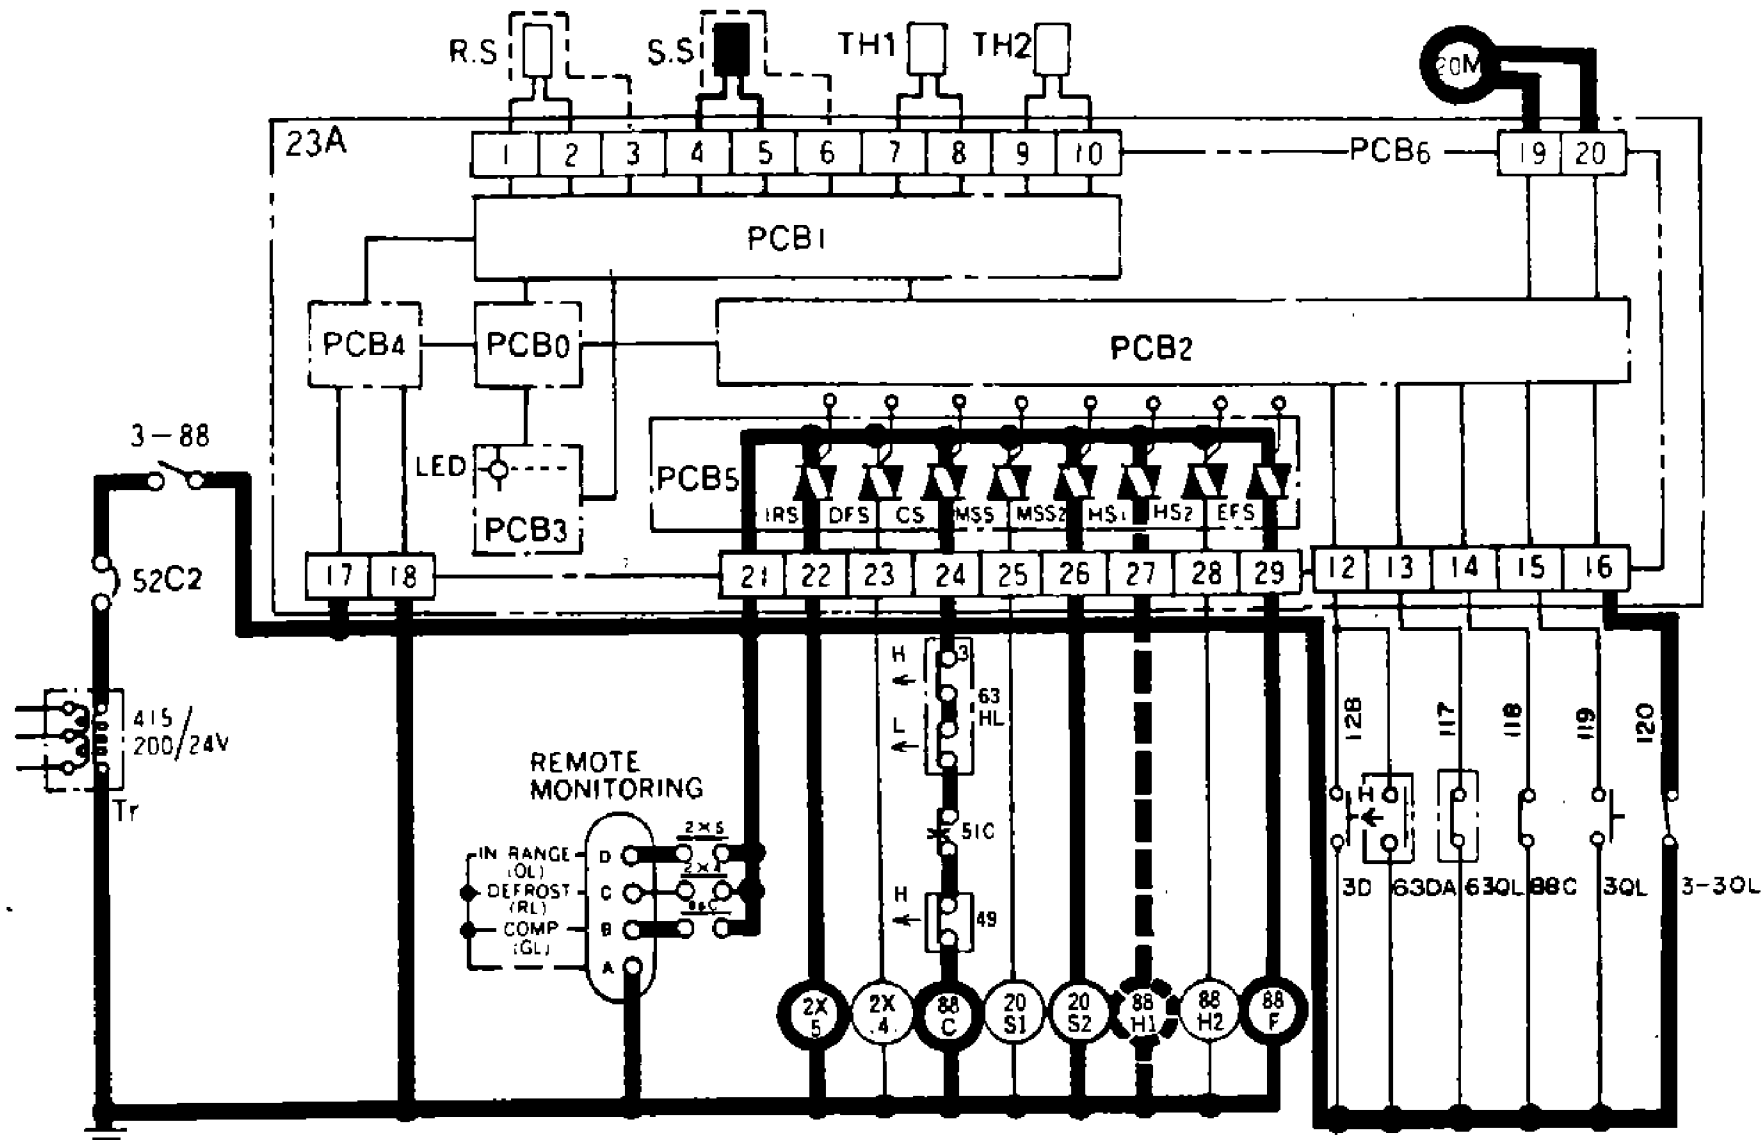 R.S
S.S
TH1
TH2
20M
23A
1 2 3 4 5 6 7 8 9 10
PCB6
19 20
PCB1
PCB4
PCB0
PCB2
3-88
LED
PCB3
PCB5
IRS DFS CS MSS MSS2 HS1 HS2 EFS
52C2
17 18
21 22 23 24 25 26 27 28 29
12 13 14 15 16
H
3
63
HL
L
415
200/24V
Tr
128
117
118
119
120
REMOTE
MONITORING
51C
H
IN RANGE
(OL)
DEFROST
(RL)
COMP
(GL)
D
C
B
A
2X5
2X4
H
49
3D
63DA
63QL
88C
3QL
3-30L
2X
5
2X
4
88
C
20
S1
20
S2
88
H1
88
H2
88
F